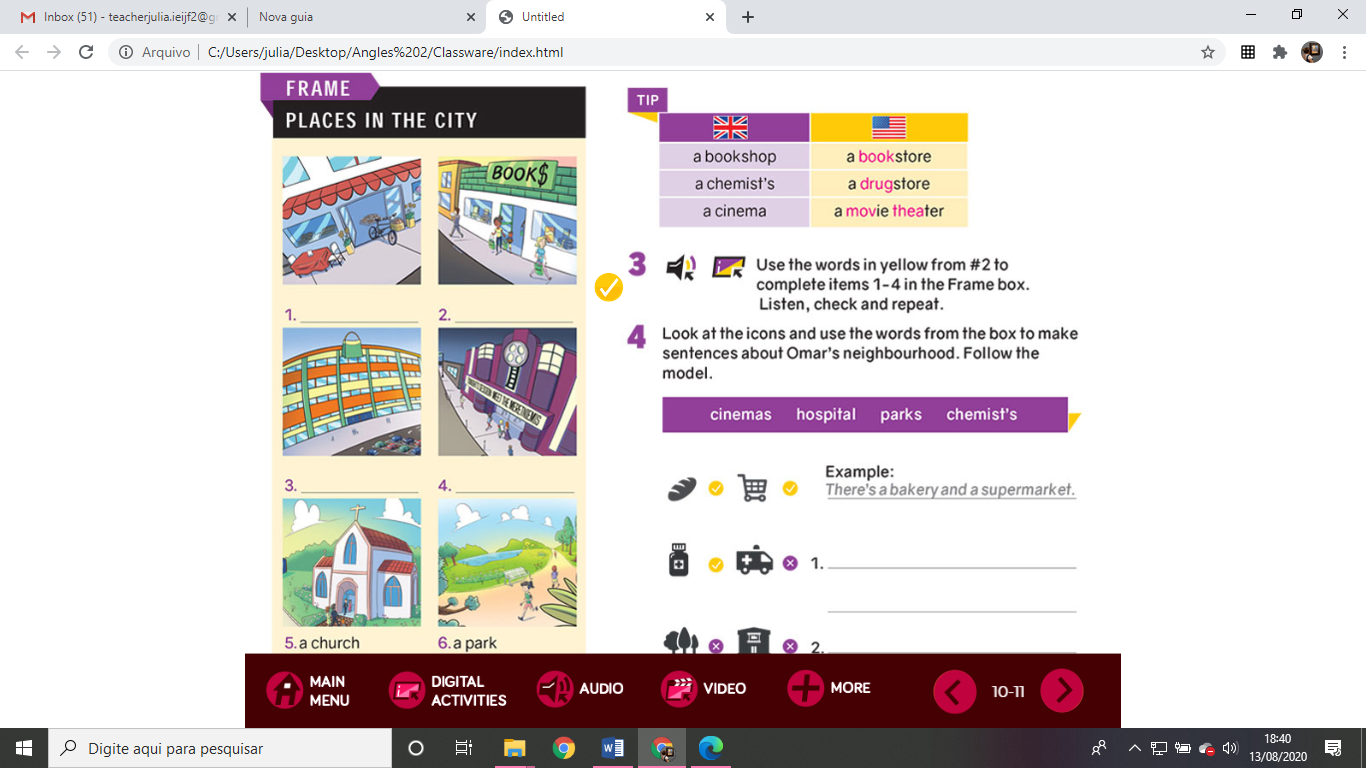 Inbox (51) - teacherjulia.ieijf2@g
Nova guia
Untitled
Arquivo C:/Users/julia/Desktop/Angles%202/Classware/index.html
FRAME
PLACES IN THE CITY
BOOK$
1.
2.
3.
4.
5. a church
6. a park
TIP
a bookshop a bookstore
a chemist's a drugstore
a cinema a movie theater
3 Use the words in yellow from #2 to
complete items 1-4 in the Frame box.
Listen, check and repeat.
4 Look at the icons and use the words from the box to make
sentences about Omar's neighbourhood. Follow the
model.
cinemas hospital parks chemist's
Example:
There's a bakery and a supermarket.
1.
2.
MAIN
MENU
DIGITAL
ACTIVITIES
AUDIO
VIDEO
MORE
10-11
Digite aqui para pesquisar
18:40
13/08/2020